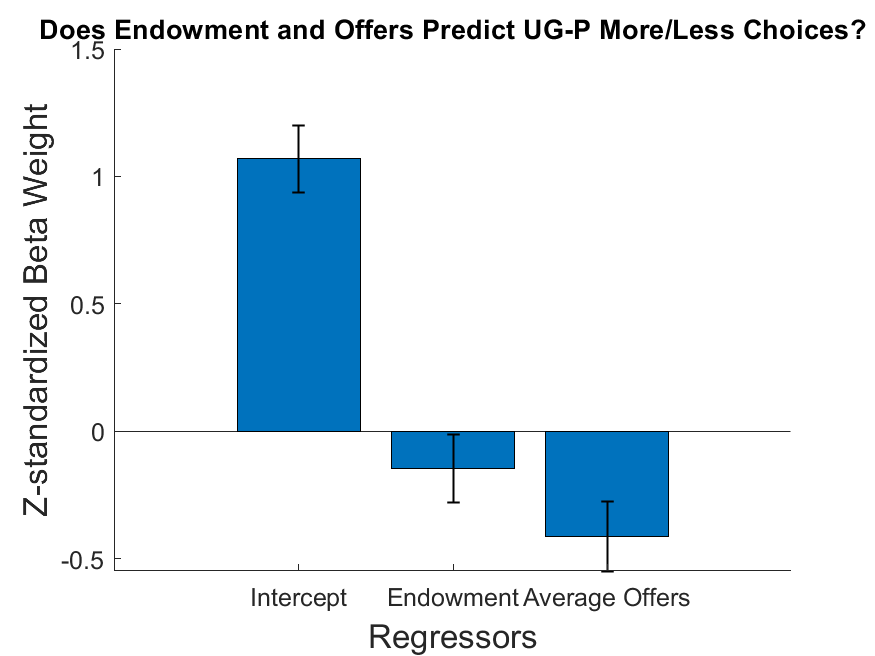 Does Endowment and Offers Predict UG-P More/Less Choices?
Z-standardized Beta Weight
1.5
1
0.5
0
-0.5
Intercept
Endowment
Average Offers
Regressors